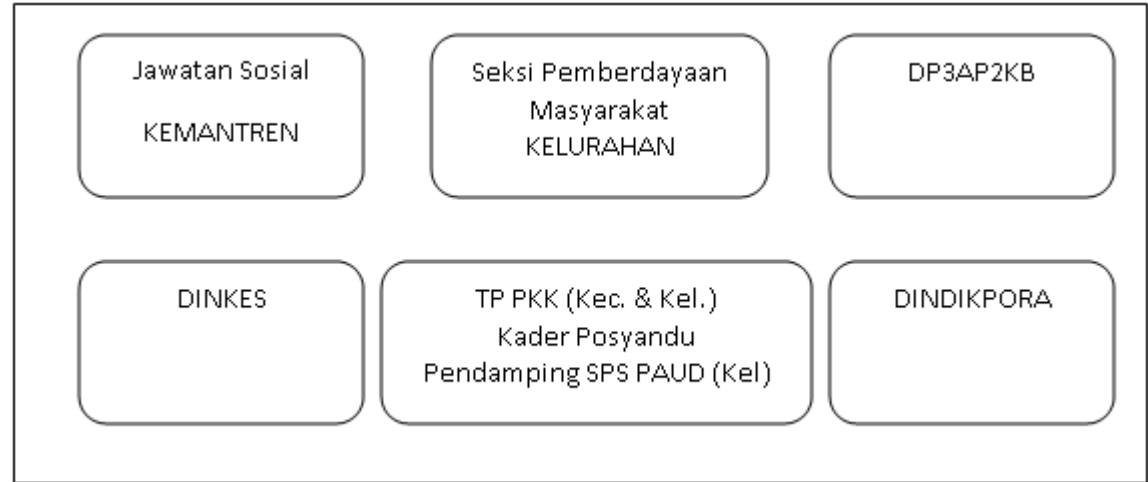 Jawatan Sosial
KEMANTREN
Seksi Pemberdayaan
Masyarakat
KELURAHAN
DP3AP2KB
DINKES
TP PKK (Kec. & Kel.)
Kader Posyandu
Pendamping SPS PAUD (Kel)
DINDIKPORA